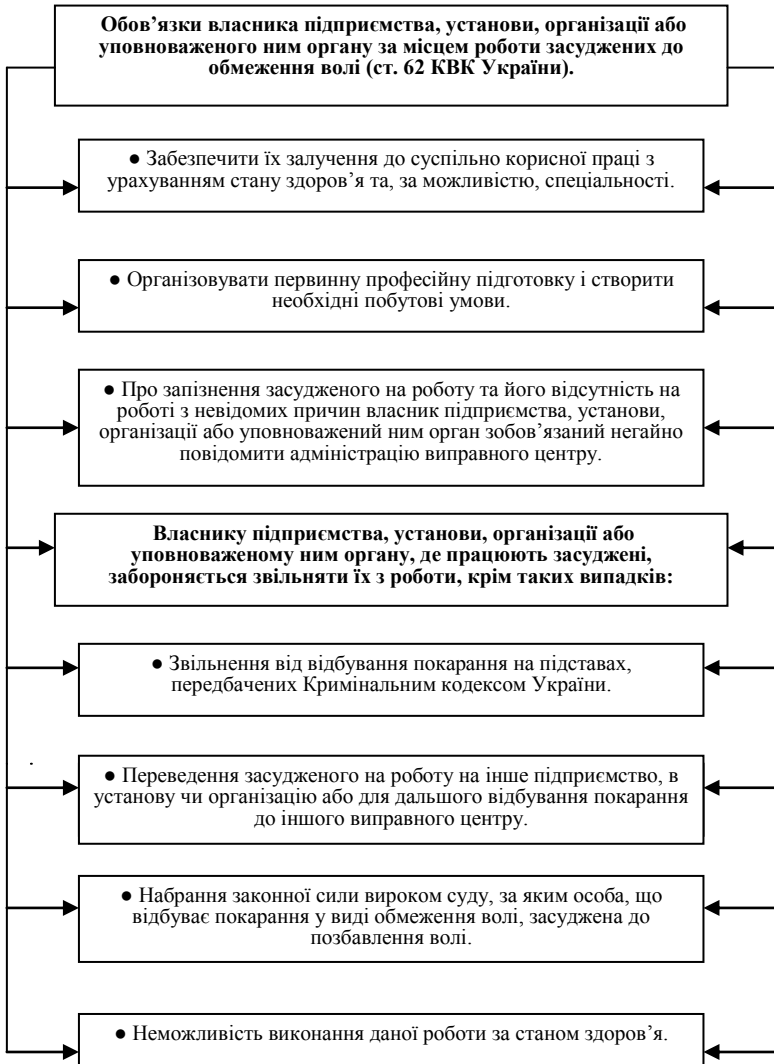 Обов’язки власника підприємства, установи, організації або
уповноваженого ним органу за місцем роботи засуджених до
обмеження волі (ст. 62 КВК України).
● Забезпечити їх залучення до суспільно корисної праці з
урахуванням стану здоров’я та, за можливістю, спеціальності.
● Організовувати первинну професійну підготовку і створити
необхідні побутові умови.
● Про запізнення засудженого на роботу та його відсутність на
роботі з невідомих причин власник підприємства, установи,
організації або уповноважений ним орган зобов’язаний негайно
повідомити адміністрацію виправного центру.
Власнику підприємства, установи, організації або
уповноваженому ним органу, де працюють засуджені,
забороняється звільняти їх з роботи, крім таких випадків:
● Звільнення від відбування покарання на підставах,
передбачених Кримінальним кодексом України.
● Переведення засудженого на роботу на інше підприємство, в
установу чи організацію або для дальшого відбування покарання
до іншого виправного центру.
● Набрання законної сили вироком суду, за яким особа, що
відбуває покарання у виді обмеження волі, засуджена до
позбавлення волі.
● Неможливість виконання даної роботи за станом здоров’я.